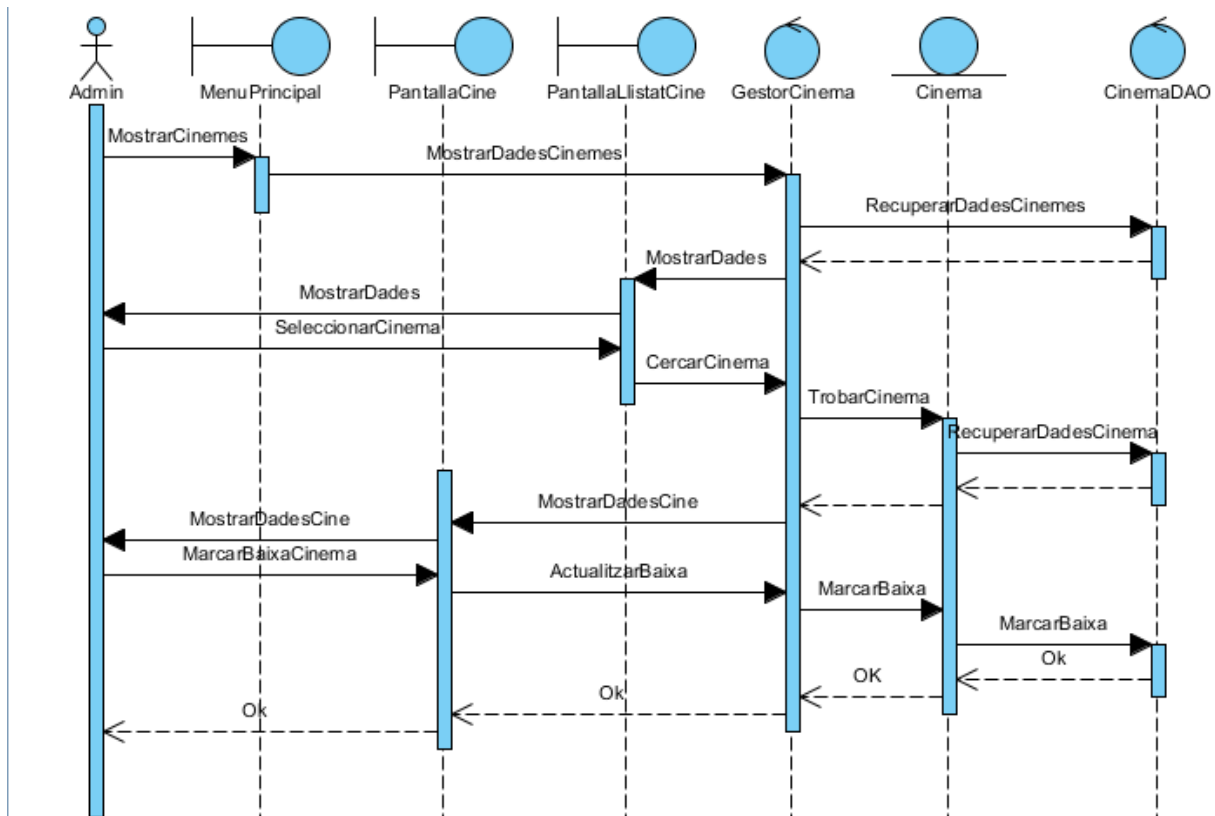 Admin
MenuPrincipal
PantallaCine
PantallaLlistatCine
GestorCinema
Cinema
CinemaDAO
MostrarCinemes
MostrarDadesCinemes
RecuperarDadesCinemes
MostrarDades
MostrarDades
SeleccionarCinema
CercarCinema
TrobarCinema
RecuperarDadesCinema
MostrarDadesCine
MostrarDadesCine
MarcarBaixaCinema
ActualitzarBaixa
MarcarBaixa
MarcarBaixa
Ok
OK
Ok
Ok